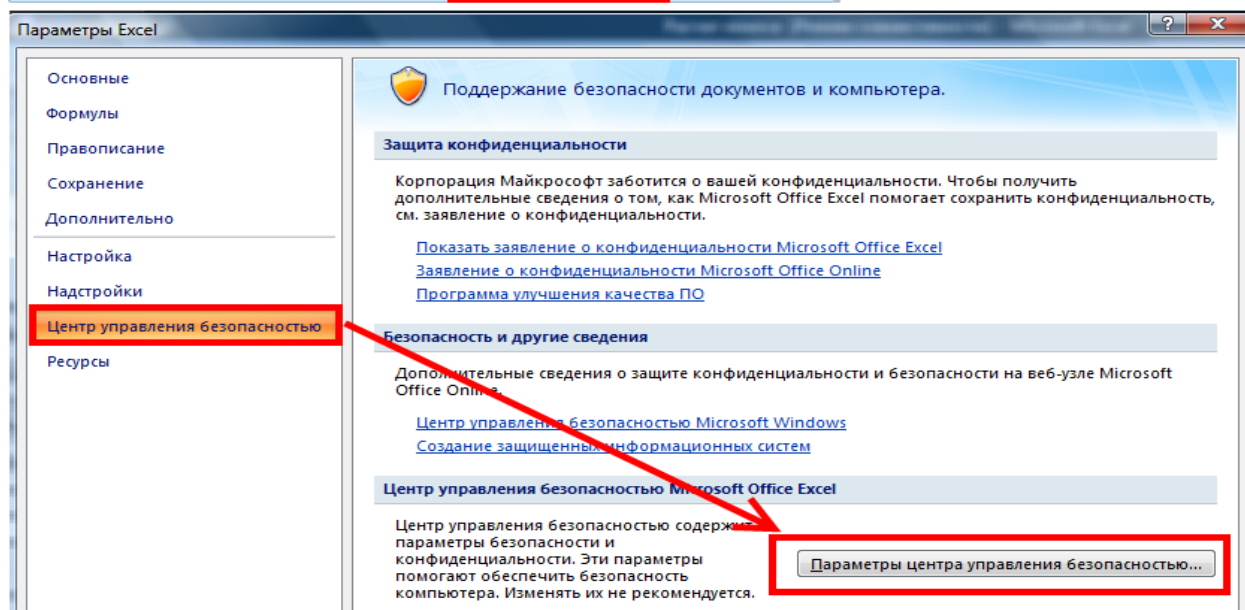 Параметры Excel
?
X
Основные
Формулы
Правописание
Сохранение
Дополнительно
Настройка
Надстройки
Центр управления безопасностью
Ресурсы
Поддержание безопасности документов и компьютера.
Защита конфиденциальности
Корпорация Майкрософт заботится о вашей конфиденциальности. Чтобы получить
дополнительные сведения о том, как Microsoft Office Excel помогает сохранить конфиденциальность,
см. заявление о конфиденциальности.
Показать заявление о конфиденциальности Microsoft Office Excel
Заявление о конфиденциальности Microsoft Office Online
Программа улучшения качества ПО
Безопасность и другие сведения
Дополнительные сведения о защите конфиденциальности и безопасности на веб-узле Microsoft
Office Online.
Центр управления безопасностью Microsoft Windows
Создание защищенных информационных систем
Центр управления безопасностью Microsoft Office Excel
Центр управления безопасностью содержит
параметры безопасности и
конфиденциальности. Эти параметры
помогают обеспечить безопасность
компьютера. Изменять их не рекомендуется.
Параметры центра управления безопасностью...